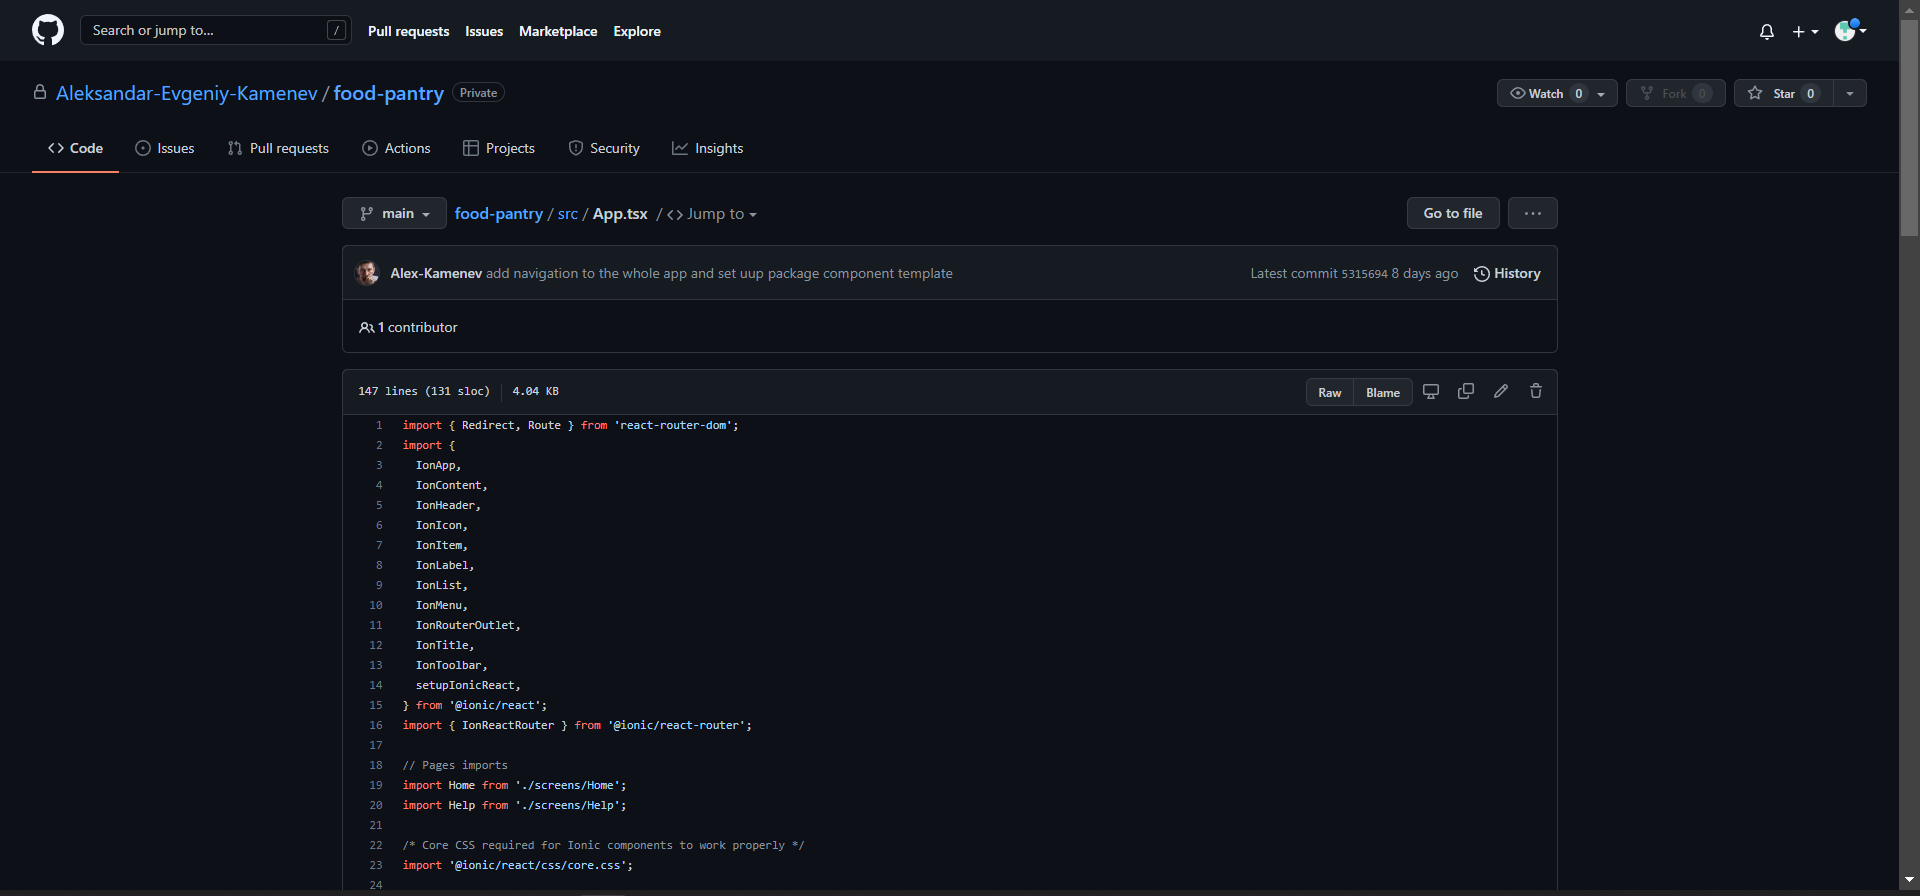 Search or jump to... /
Pull requests Issues Marketplace Explore
Aleksandar-Evgeniy-Kamenev / food-pantry Private
Watch 0 Fork 0 Star 0
Code Issues Pull requests Actions Projects Security Insights
main food-pantry / src / App.tsx / <> Jump to
Go to file ...
Alex-Kamenev add navigation to the whole app and set uup package component template
Latest commit 5315694 8 days ago History
1 contributor
147 lines (131 sloc) 4.04 KB
Raw Blame
1 import { Redirect, Route } from 'react-router-dom';
2 import {
3 IonApp,
4 IonContent,
5 IonHeader,
6 IonIcon,
7 IonItem,
8 IonLabel,
9 IonList,
10 IonMenu,
11 IonRouterOutlet,
12 IonTitle,
13 IonToolbar,
14 setupIonicReact,
15 } from '@ionic/react';
16 import { IonReactRouter } from '@ionic/react-router';
17
18 // Pages imports
19 import Home from './screens/Home';
20 import Help from './screens/Help';
21
22 /* Core CSS required for Ionic components to work properly */
23 import '@ionic/react/css/core.css';
24